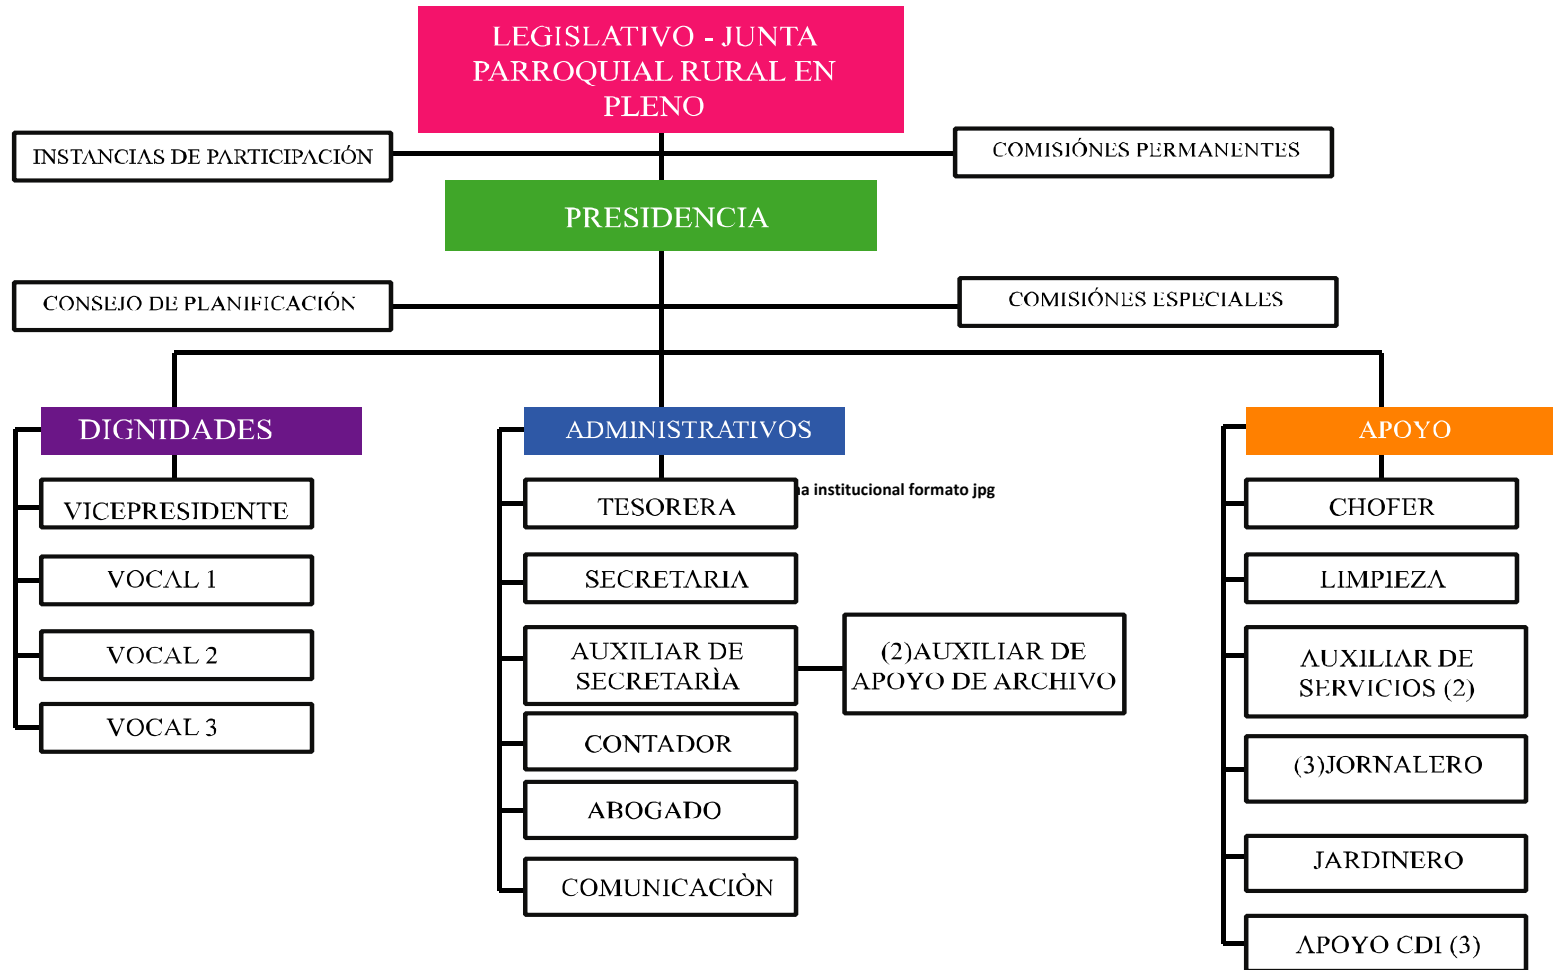 LEGISLATIVO - JUNTA
PARROQUIAL RURAL EN
PLENO
INSTANCIAS DE PARTICIPACIÓN
COMISIÓNES PERMANENTES
PRESIDENCIA
CONSEJO DE PLANIFICACIÓN
COMISIÓNES ESPECIALES
DIGNIDADES
VICEPRESIDENTE
VOCAL 1
VOCAL 2
VOCAL 3
ADMINISTRATIVOS
institucional formato jpg
TESORERA
SECRETARIA
AUXILIAR DE
SECRETARÌA
(2)AUXILIAR DE
APOYO DE ARCHIVO
CONTADOR
ABOGADO
COMUNICACIÒN
APOYO
CHOFER
LIMPIEZA
AUXILIAR DE
SERVICIOS (2)
(3)JORNALERO
JARDINERO
APOYO CDI (3)